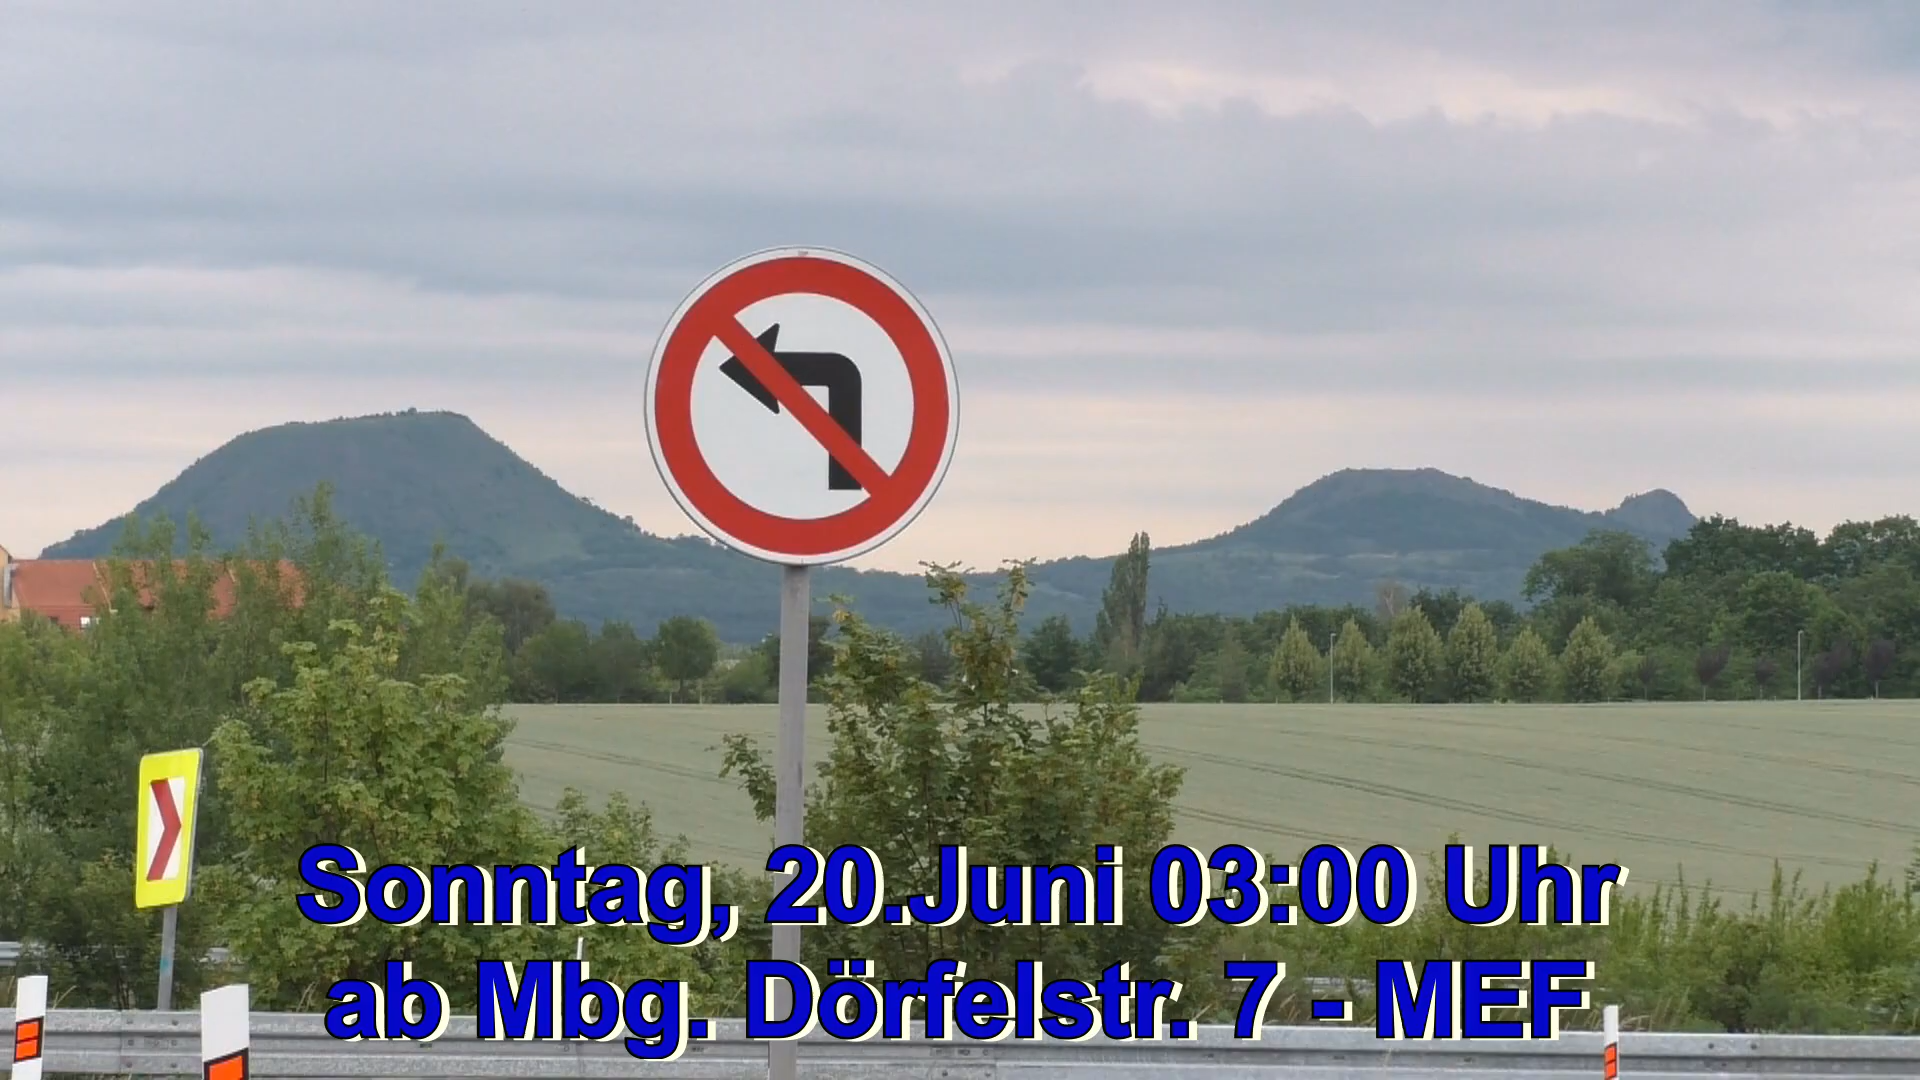 Sonntag, 20.Juni 03:00 Uhr
ab Mbg. Dörfelstr. 7 - MEF